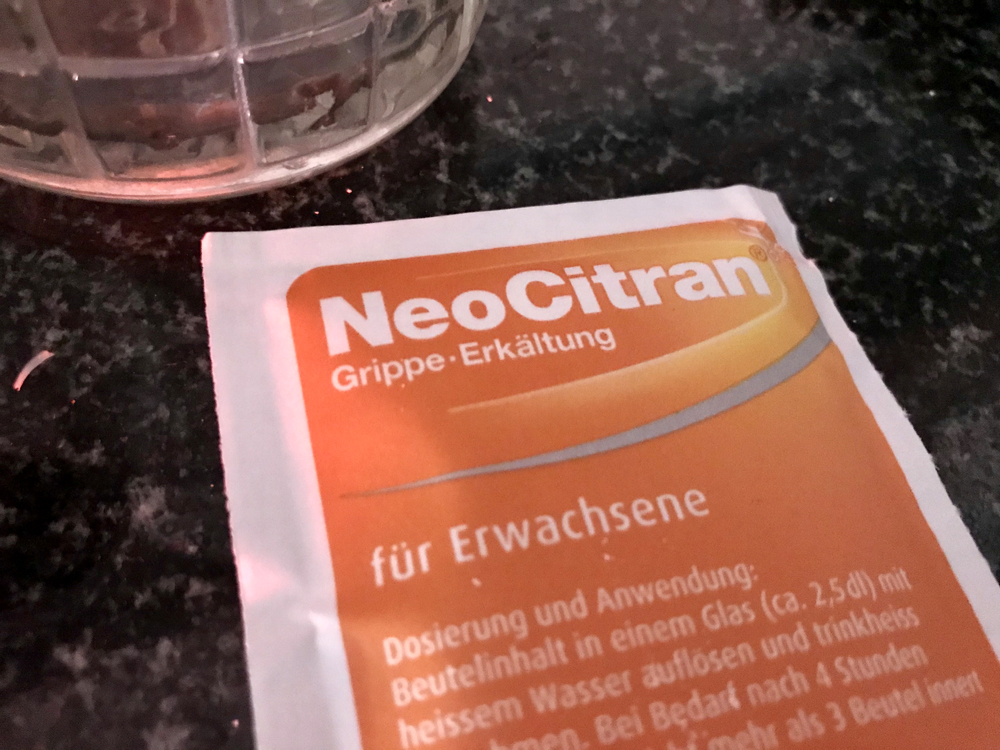 NeoCitran®
Grippe·Erkältung
für Erwachsene
Dosierung und Anwendung:
Beutelinhalt in einem Glas (ca. 2,5dl) mit
heissem Wasser auflösen und trinkheiss
Bei Bedarf nach 4 Stunden
mehr als 3 Beutel innert